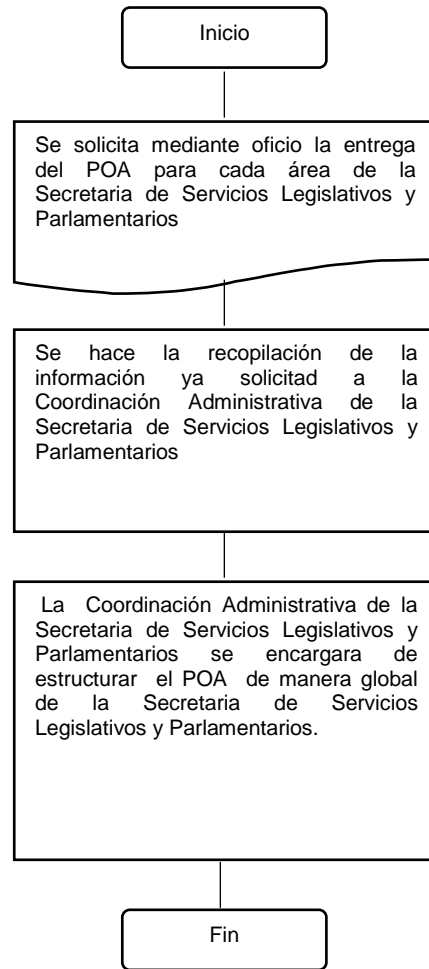 Inicio
Se solicita mediante oficio la entrega
del POA para cada área de la
Secretaria de Servicios Legislativos y
Parlamentarios
Se hace la recopilación de la
información ya solicitad a la
Coordinación Administrativa de la
Secretaria de Servicios Legislativos y
Parlamentarios
La Coordinación Administrativa de la
Secretaria de Servicios Legislativos y
Parlamentarios se encargara de
estructurar el POA de manera global
de la Secretaria de Servicios
Legislativos y Parlamentarios.
Fin